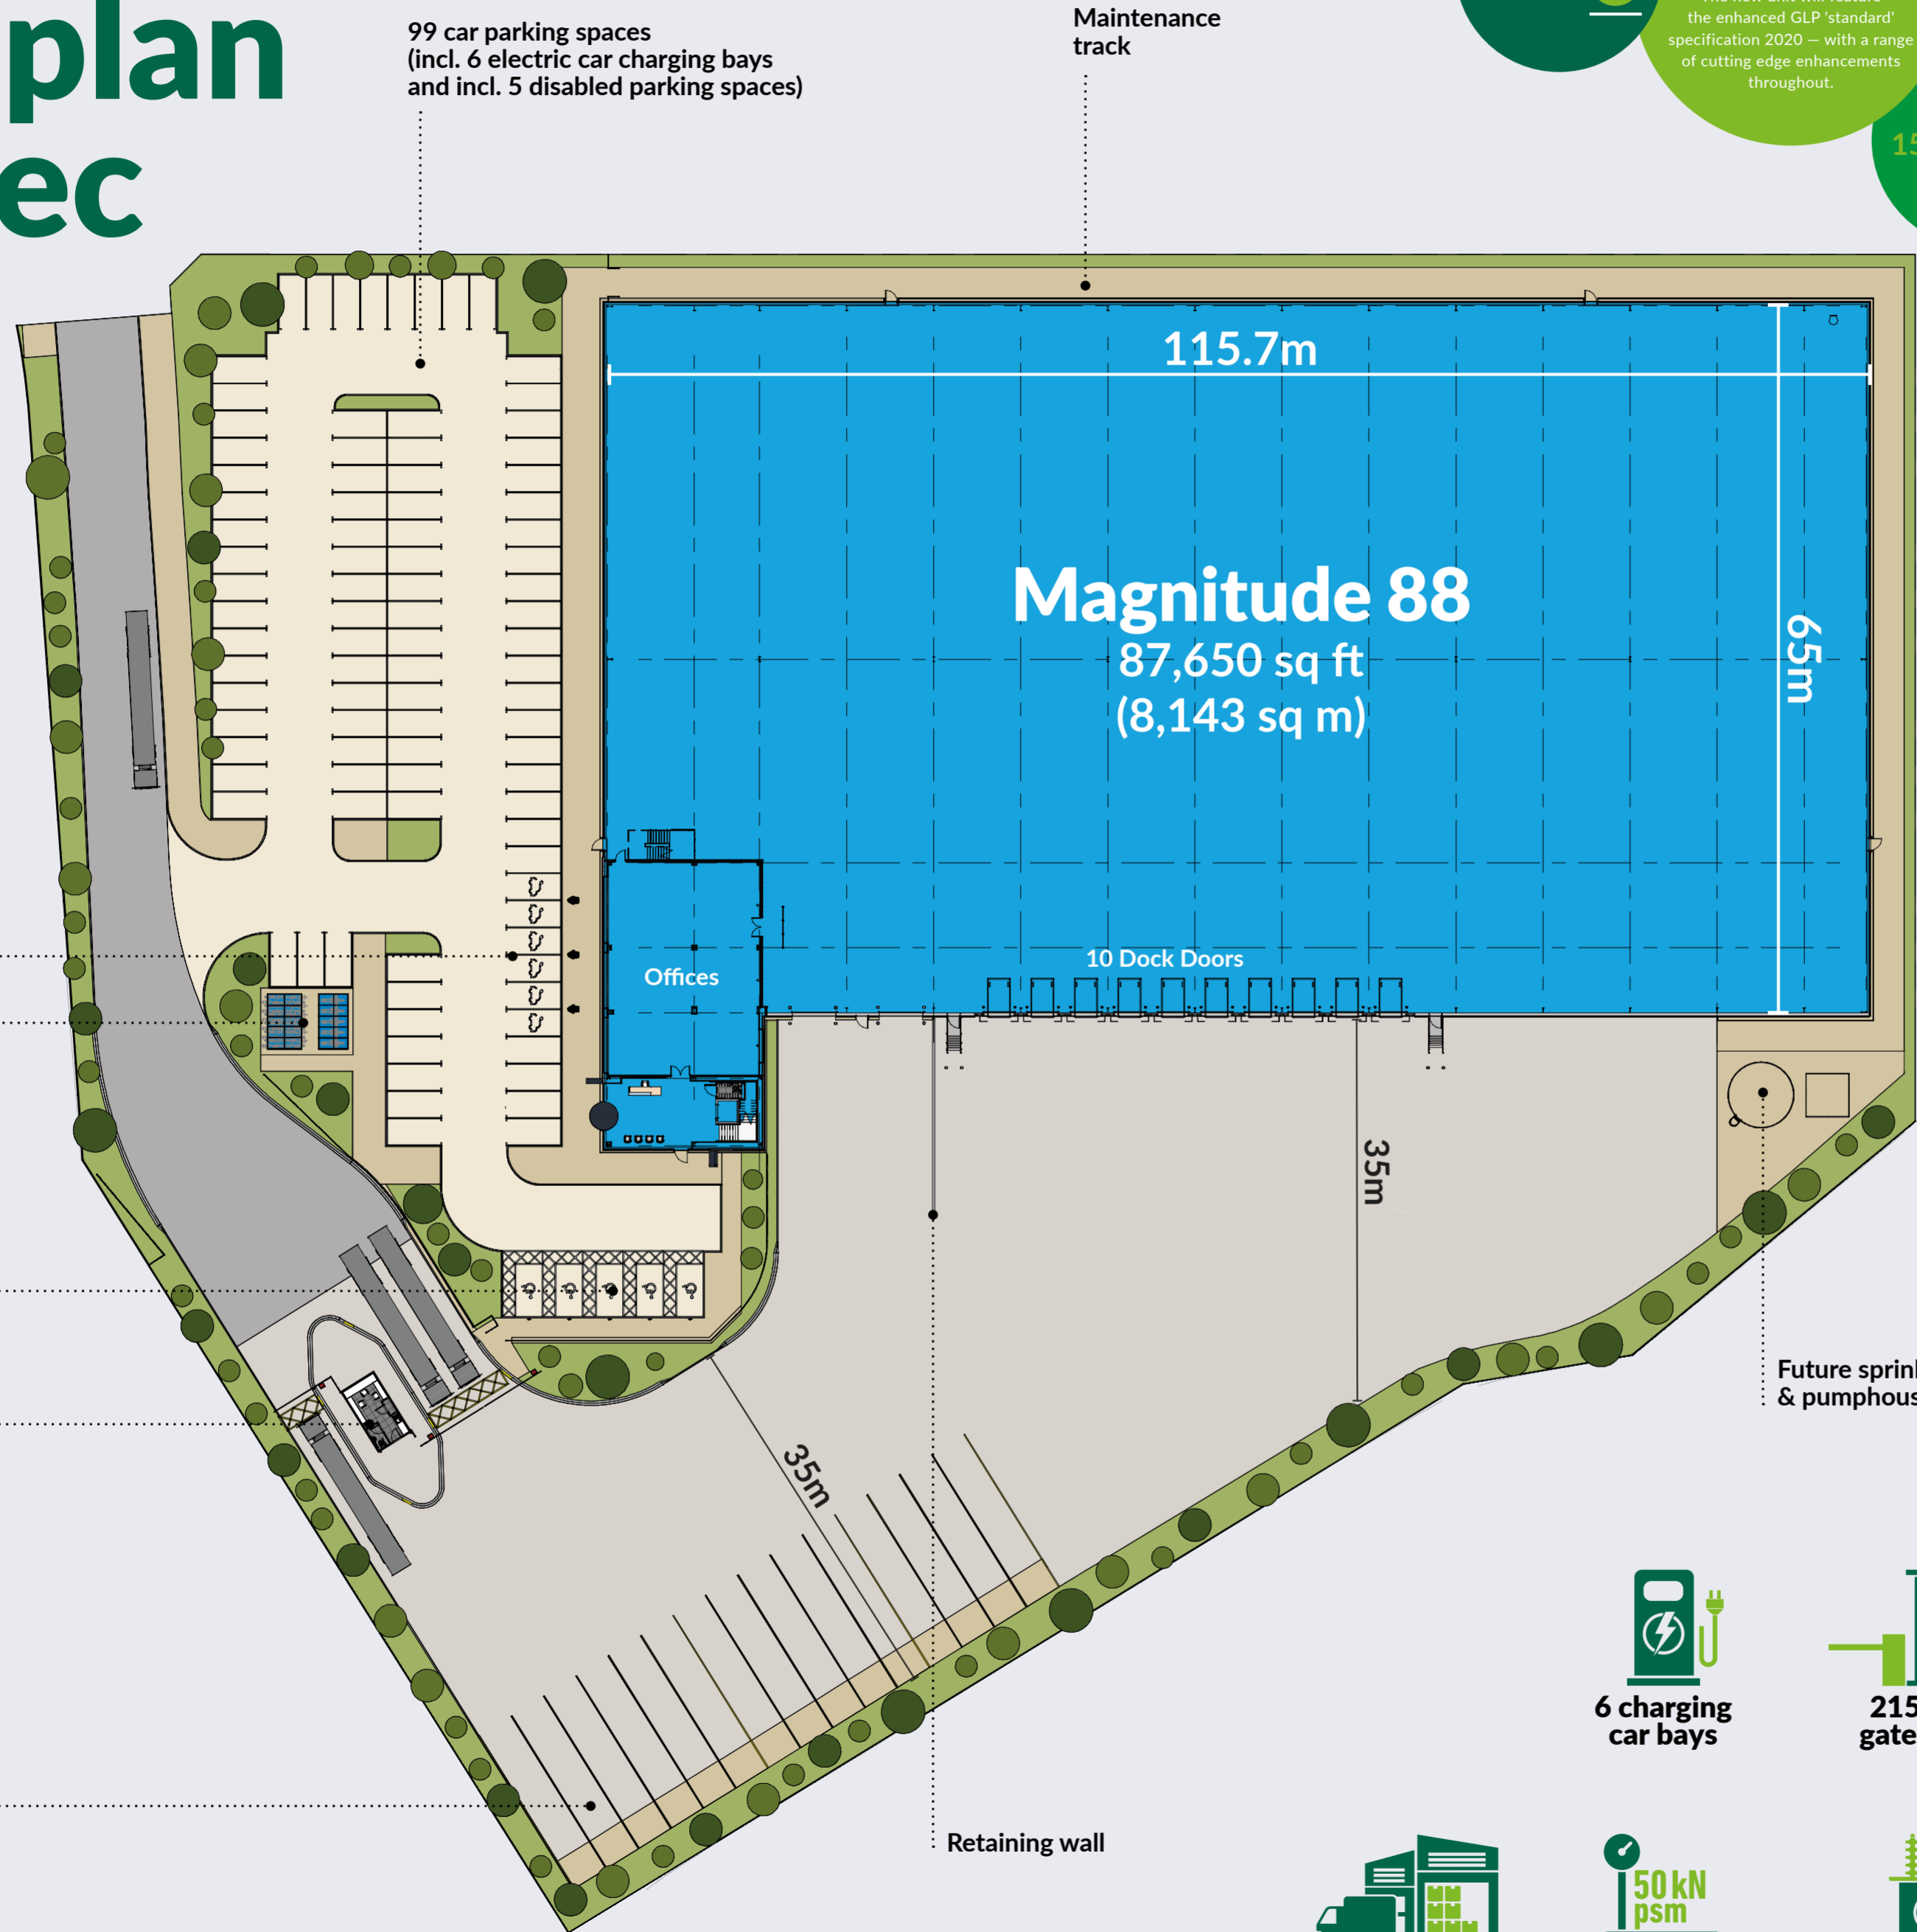 plan
ec
99 car parking spaces
(incl. 6 electric car charging bays
and incl. 5 disabled parking spaces)
Maintenance
track
the enhanced GLP 'standard'
specification 2020 – with a range
of cutting edge enhancements
throughout.
15
115.7m
65m
Magnitude 88
87,650 sq ft
(8,143 sq m)
10 Dock Doors
Offices
35m
35m
Future sprin
& pumphous
Retaining wall
6 charging
car bays
215
gate
50kN
psm